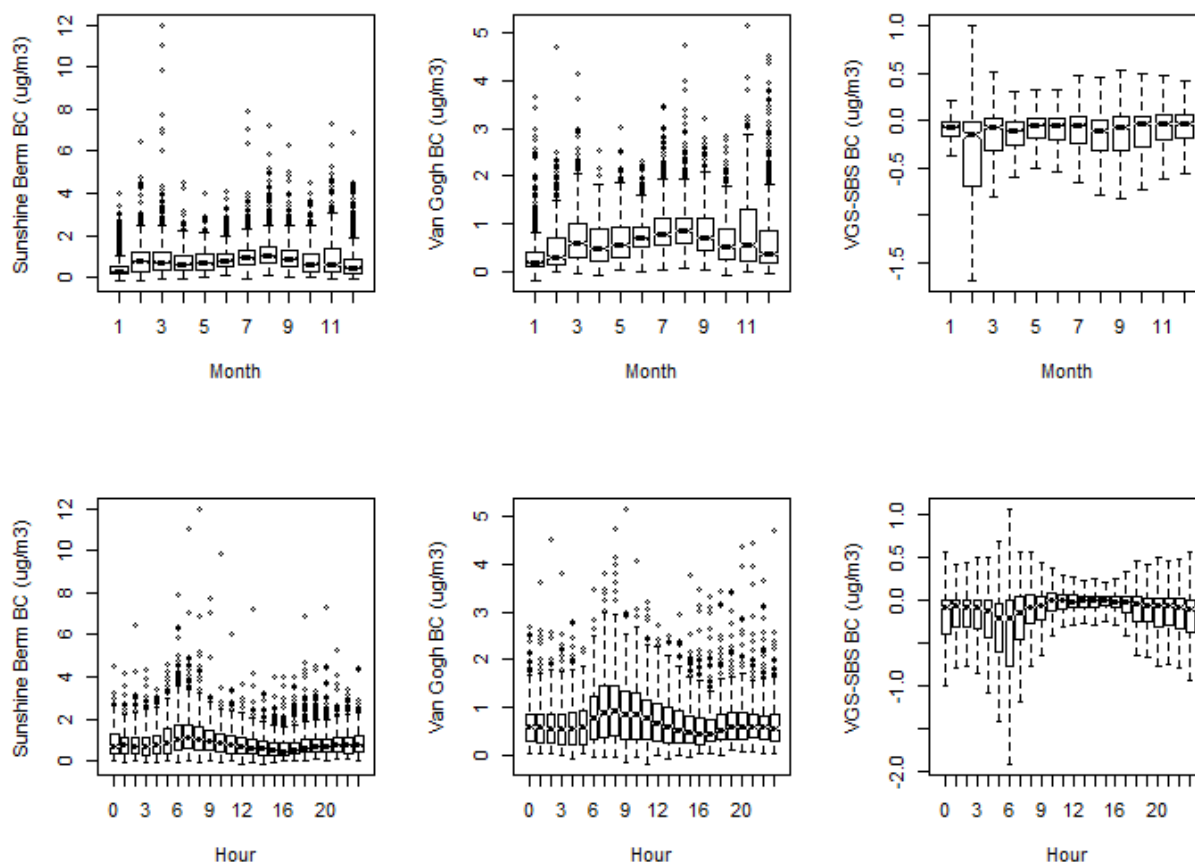 Sunshine Berm BC (ug/m3)
0 2 4 6 8 10 12
1 3 5 7 9 11
Month
Van Gogh BC (ug/m3)
0 1 2 3 4 5
1 3 5 7 9 11
Month
VGS-SBS BC (ug/m3)
-1.5 -0.5 0.0 0.5 1.0
1 3 5 7 9 11
Month
Sunshine Berm BC (ug/m3)
0 2 4 6 8 10 12
0 3 6 9 12 16 20
Hour
Van Gogh BC (ug/m3)
0 1 2 3 4 5
0 3 6 9 12 16 20
Hour
VGS-SBS BC (ug/m3)
-2.0 -1.0 0.0 0.5 1.0
0 3 6 9 12 16 20
Hour